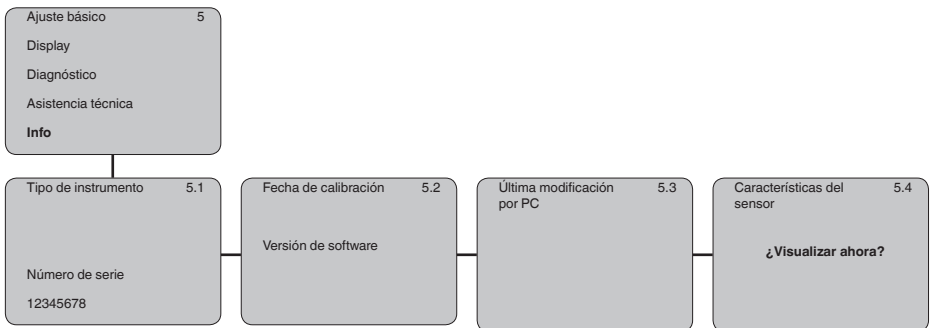 Ajuste básico 5
Display
Diagnóstico
Asistencia técnica
Info
Tipo de instrumento 5.1
Número de serie
12345678
Fecha de calibración 5.2
Versión de software
Última modificación 5.3
por PC
Características del 5.4
sensor
¿Visualizar ahora?